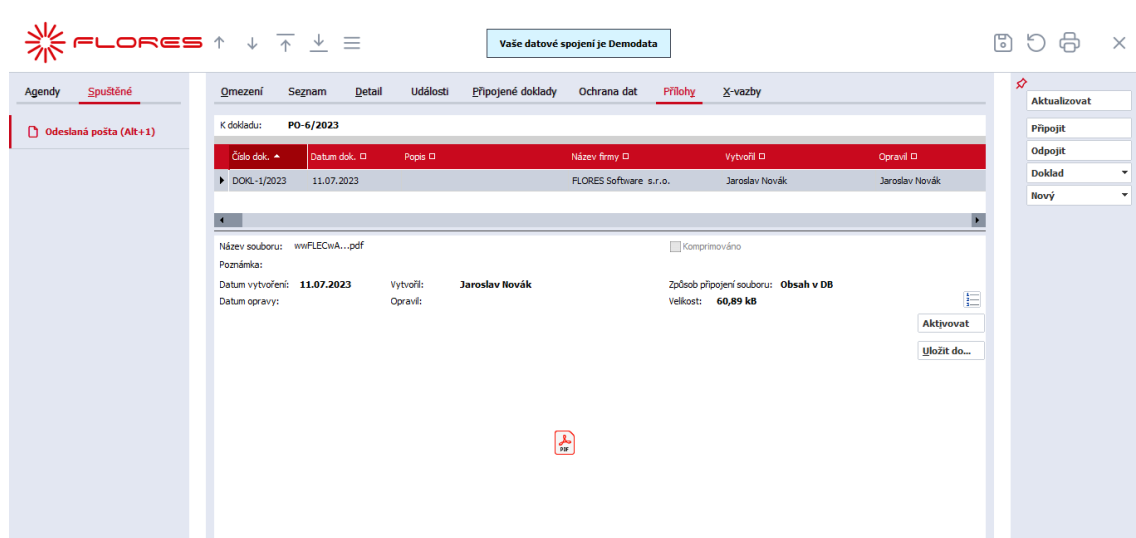 FLORES
Vaše datové spojení je Demodata
Agendy Spuštěné
Odeslaná pošta (Alt+1)
Omezení Seznam Detail Události Připojené doklady Ochrana dat Přílohy X-vazby
K dokladu: PO-6/2023
Číslo dok. Datum dok. Popis Název firmy Vytvořil Opravil
DOKL-1/2023 11.07.2023 FLORES Software s.r.o. Jaroslav Novák Jaroslav Novák
Název souboru: wwFLECwA...pdf Komprimováno
Poznámka:
Datum vytvoření: 11.07.2023 Vytvořil: Jaroslav Novák Způsob připojení souboru: Obsah v DB
Datum opravy: Opravil: Velikost: 60,89 kB
Aktivovat
Uložit do...
PDF
Aktualizovat
Připojit
Odpojit
Doklad
Nový